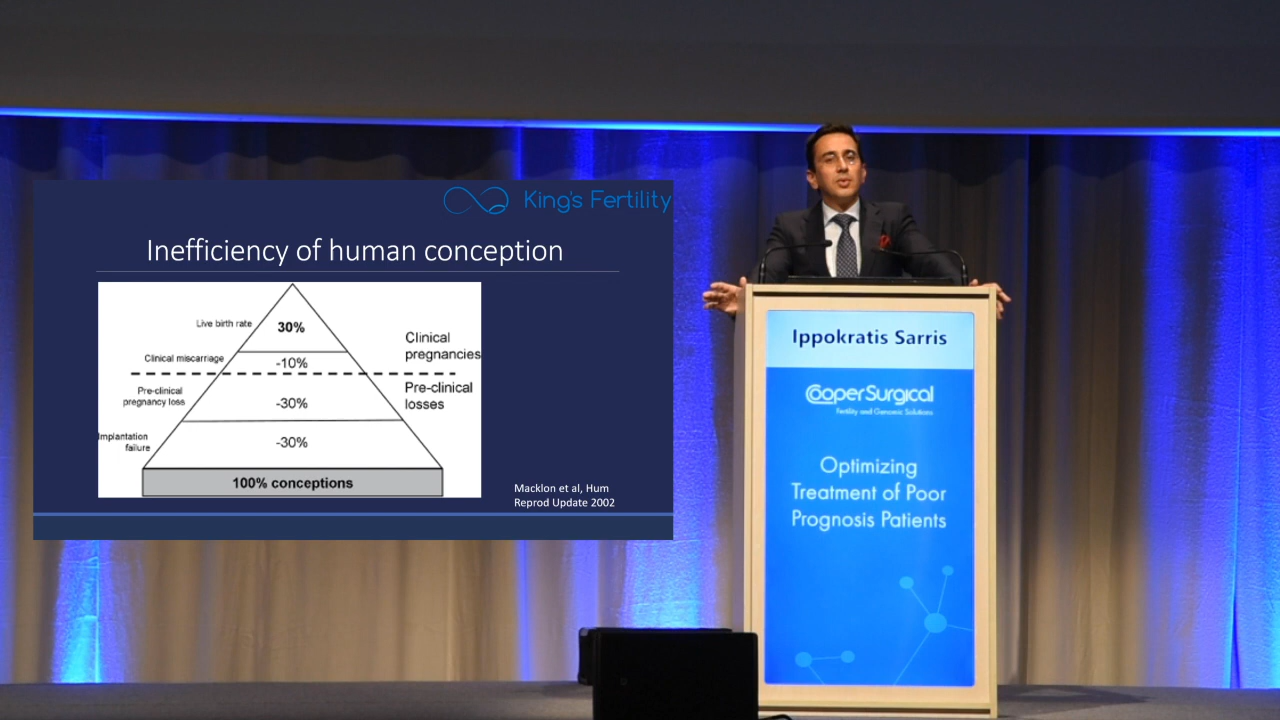 King's Fertility
Inefficiency of human conception
Live birth rate
30%
Clinical miscarriage
-10%
Clinical
pregnancies
Pre-clinical
pregnancy loss
-30%
Pre-clinical
losses
Implantation
failure
-30%
100% conceptions
Macklon et al, Hum
Reprod Update 2002
Ippokratis Sarris
CooperSurgical
Fertility and Genomic Solutions
Optimizing
Treatment of Poor
Prognosis Patients